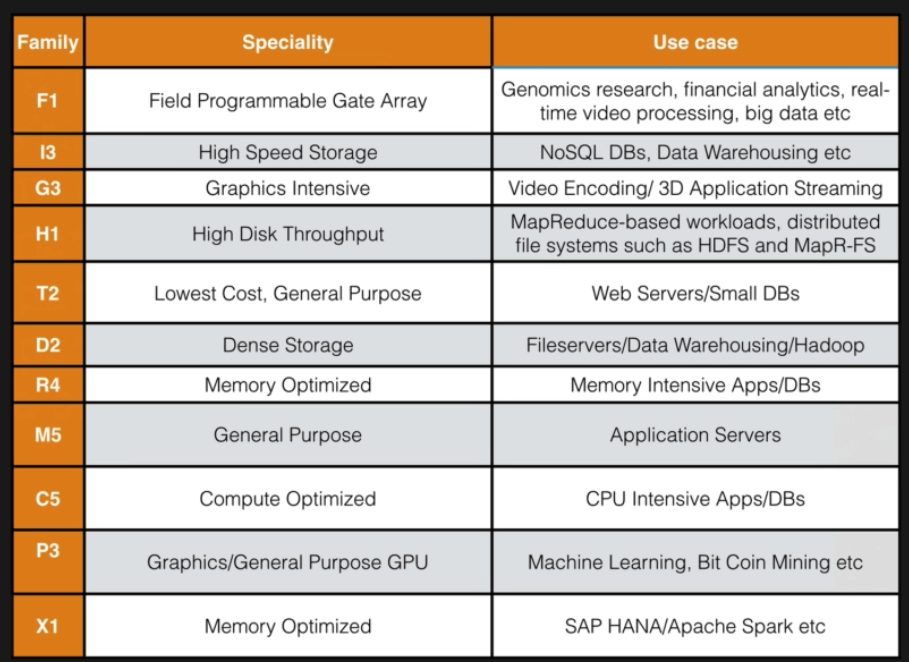 Family Speciality Use case
F1 Field Programmable Gate Array Genomics research, financial analytics, real-
time video processing, big data etc
I3 High Speed Storage NoSQL DBs, Data Warehousing etc
G3 Graphics Intensive Video Encoding/ 3D Application Streaming
H1 High Disk Throughput MapReduce-based workloads, distributed
file systems such as HDFS and MapR-FS
T2 Lowest Cost, General Purpose Web Servers/Small DBs
D2 Dense Storage Fileservers/Data Warehousing/Hadoop
R4 Memory Optimized Memory Intensive Apps/DBs
M5 General Purpose Application Servers
C5 Compute Optimized CPU Intensive Apps/DBs
P3 Graphics/General Purpose GPU Machine Learning, Bit Coin Mining etc
X1 Memory Optimized SAP HANA/Apache Spark etc